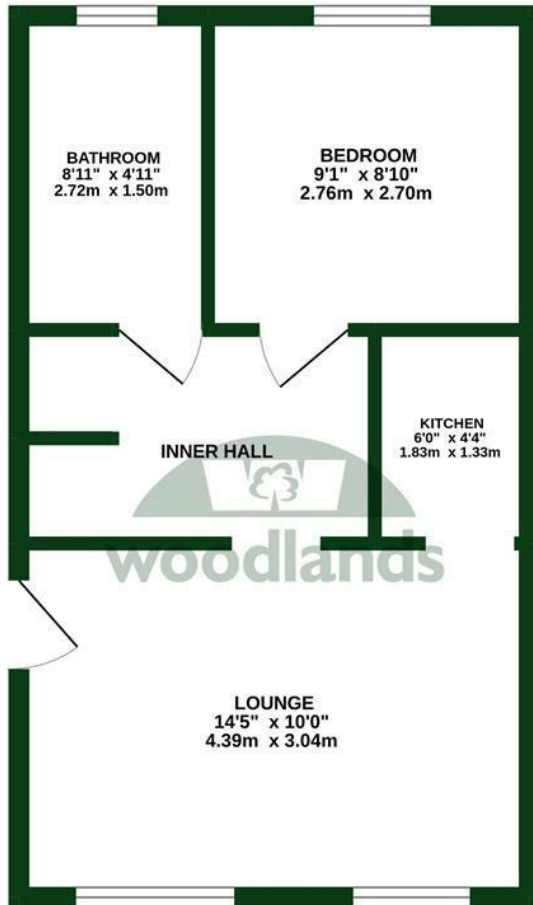 BATHROOM
8'11" x 4'11"
2.72m x 1.50m
BEDROOM
9'1" x 8'10"
2.76m x 2.70m
KITCHEN
6'0" x 4'4"
1.83m x 1.33m
INNER HALL
woodlands
LOUNGE
14'5" x 10'0"
4.39m x 3.04m